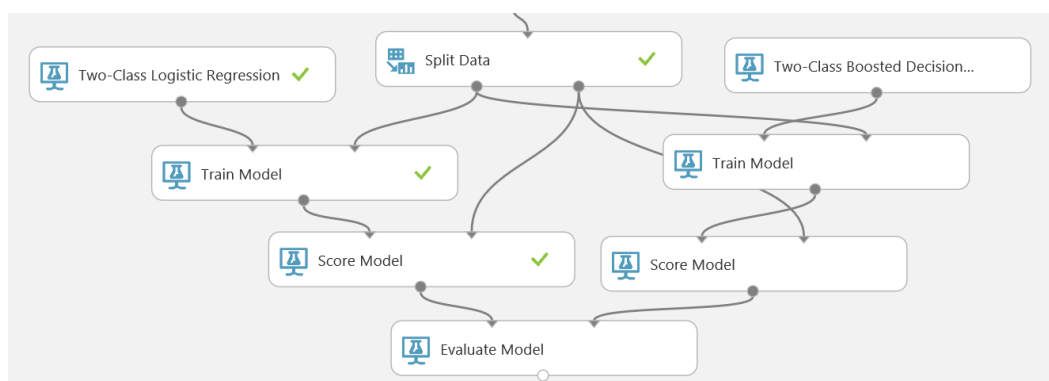 Two-Class Logistic Regression
Split Data
Two-Class Boosted Decision...
Train Model
Train Model
Score Model
Score Model
Evaluate Model